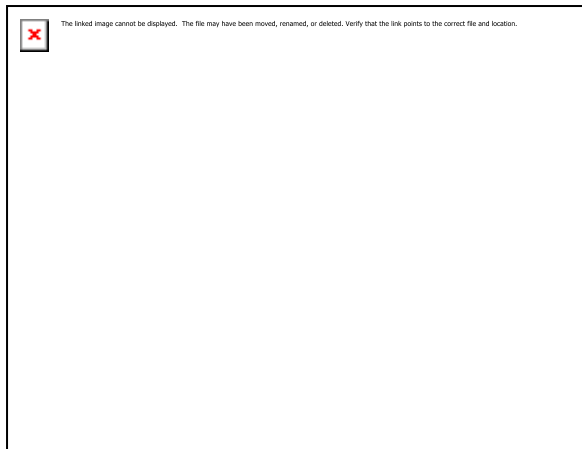 The linked image cannot be displayed.  The file may have been moved, renamed, or deleted. Verify that the link points to the correct file and location.